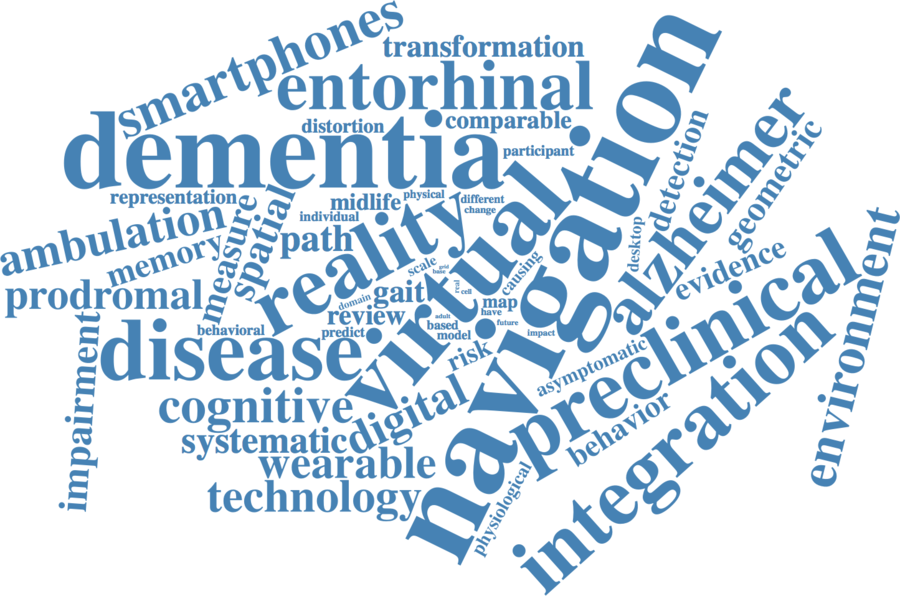 smartphones
transformation
entorhinal
dementia
distortion
comparable
participant
navigation
detection
alzheimer
geometric
representation
midlife
physical
different
change
individual
ambulation
memory
measure
spatial
path
reality
virtual
prodromal
gait
scale
base
real
cell
causing
desktop
evidence
environment
domain
review
map
have
adult
future
behavioral
predict
based
model
impact
disease
risk
preclinical
impairment
asymptomatic
cognitive
digital
behavior
integration
systematic
wearable
technology
physiological